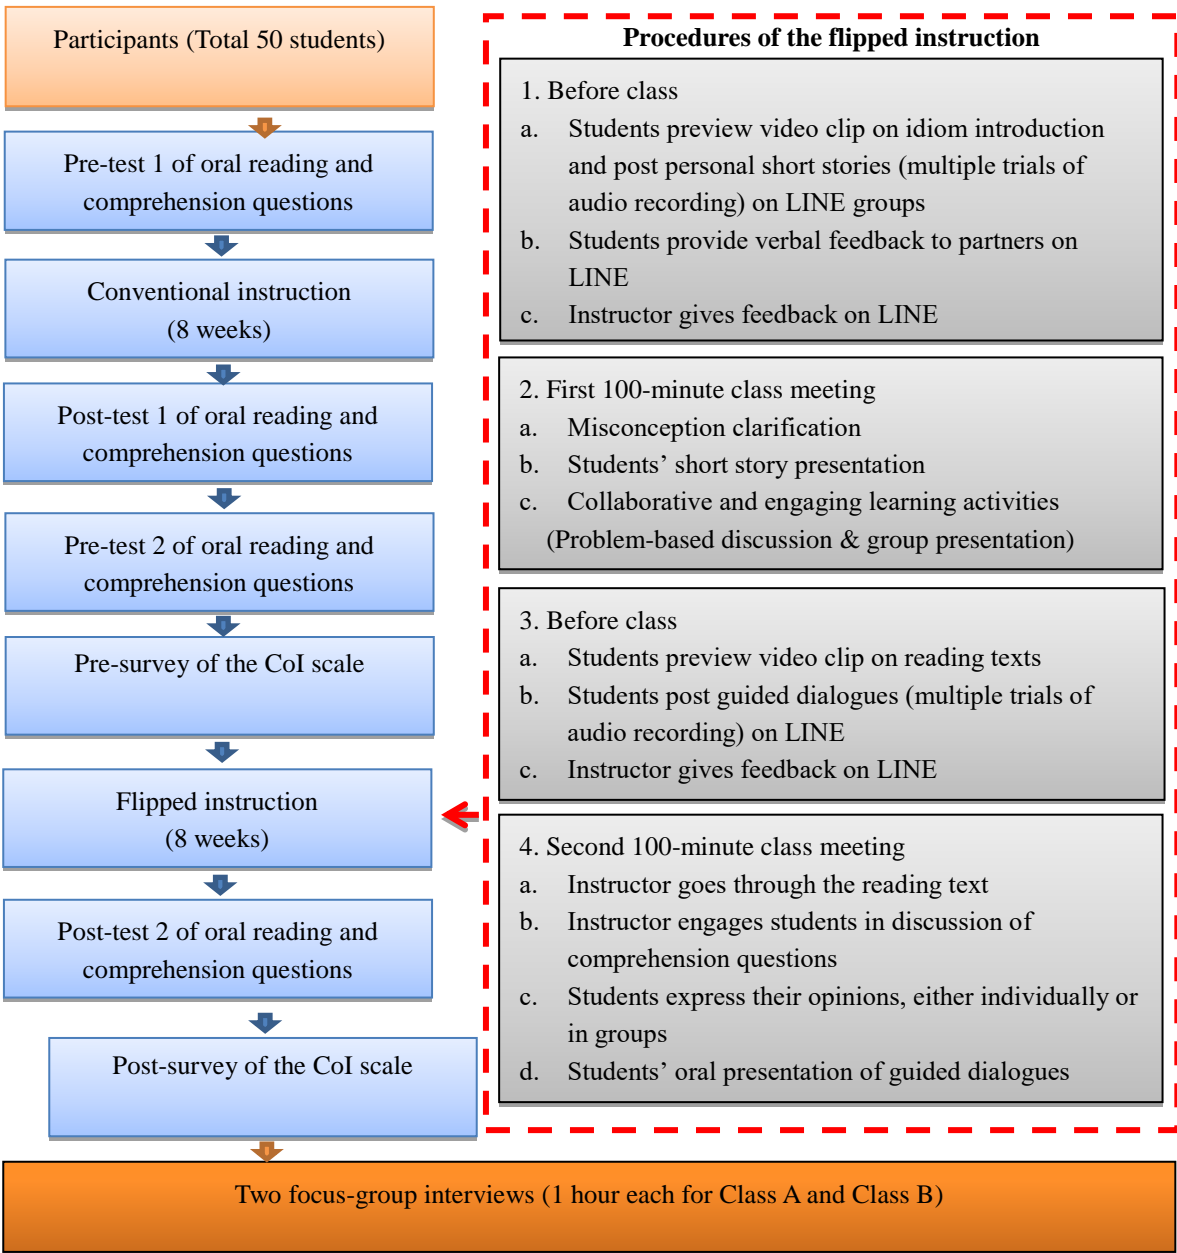 Participants (Total 50 students)
Pre-test 1 of oral reading and
comprehension questions
Conventional instruction
(8 weeks)
Post-test 1 of oral reading and
comprehension questions
Pre-test 2 of oral reading and
comprehension questions
Pre-survey of the CoI scale
Flipped instruction
(8 weeks)
Post-test 2 of oral reading and
comprehension questions
Post-survey of the CoI scale
Procedures of the flipped instruction
1. Before class
a. Students preview video clip on idiom introduction
and post personal short stories (multiple trials of
audio recording) on LINE groups
b. Students provide verbal feedback to partners on
LINE
c. Instructor gives feedback on LINE
2. First 100-minute class meeting
a. Misconception clarification
b. Students’ short story presentation
c. Collaborative and engaging learning activities
(Problem-based discussion & group presentation)
3. Before class
a. Students preview video clip on reading texts
b. Students post guided dialogues (multiple trials of
audio recording) on LINE
c. Instructor gives feedback on LINE
4. Second 100-minute class meeting
a. Instructor goes through the reading text
b. Instructor engages students in discussion of
comprehension questions
c. Students express their opinions, either individually or
in groups
d. Students’ oral presentation of guided dialogues
Two focus-group interviews (1 hour each for Class A and Class B)